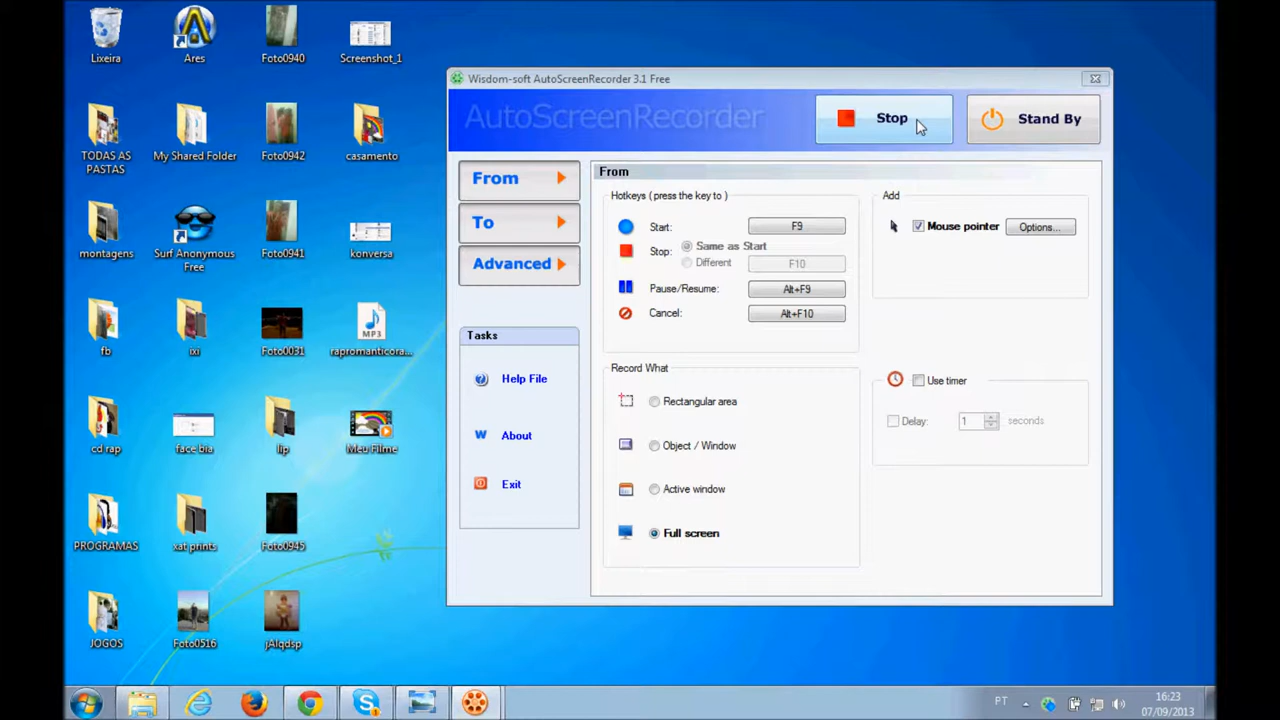 Lixeira
Ares
Foto0940
Screenshot_1
TODAS AS
PASTAS
My Shared Folder
Foto0942
casamento
montagens
Surf Anonymous
Free
Foto0941
konversa
fb
ixi
Foto0031
rapromanticora...
MP3
cd rap
face bia
lip
Meu Filme
PROGRAMAS
xat prints
Foto0945
JOGOS
Foto0516
jAlqdsp
Wisdom-soft AutoScreenRecorder 3.1 Free
AutoScreenRecorder
Stop
Stand By
From
To
Advanced
Tasks
Help File
About
Exit
From
Hotkeys ( press the key to )
Start:
F9
Stop:
Same as Start
Different
F10
Pause/Resume:
Alt+F9
Cancel:
Alt+F10
Add
Mouse pointer
Options...
Record What
Rectangular area
Object / Window
Active window
Full screen
Use timer
Delay:
1
seconds
PT
16:23
07/09/2013